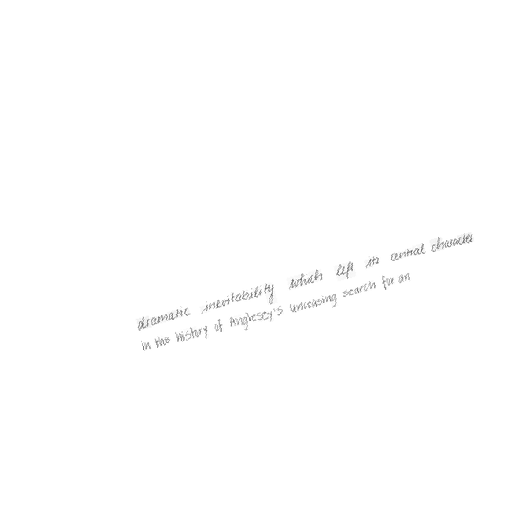 dramatic inevitability which left its central character
in the history of Anglesey's unceasing search for an